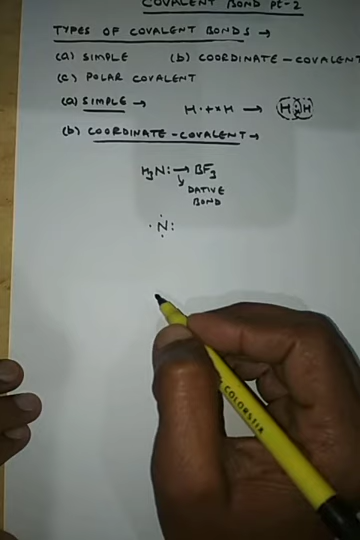 COVALENT BOND Pt-2
TYPES OF COVALENT BONDS →
(a) SIMPLE (b) COORDINATE-COVALENT
(c) POLAR COVALENT
(a) SIMPLE → H·+×H → H·×H
(b) COORDINATE-COVALENT→
H₃N: → BF₃
DATIVE
BOND
·N:
COLORSTIX